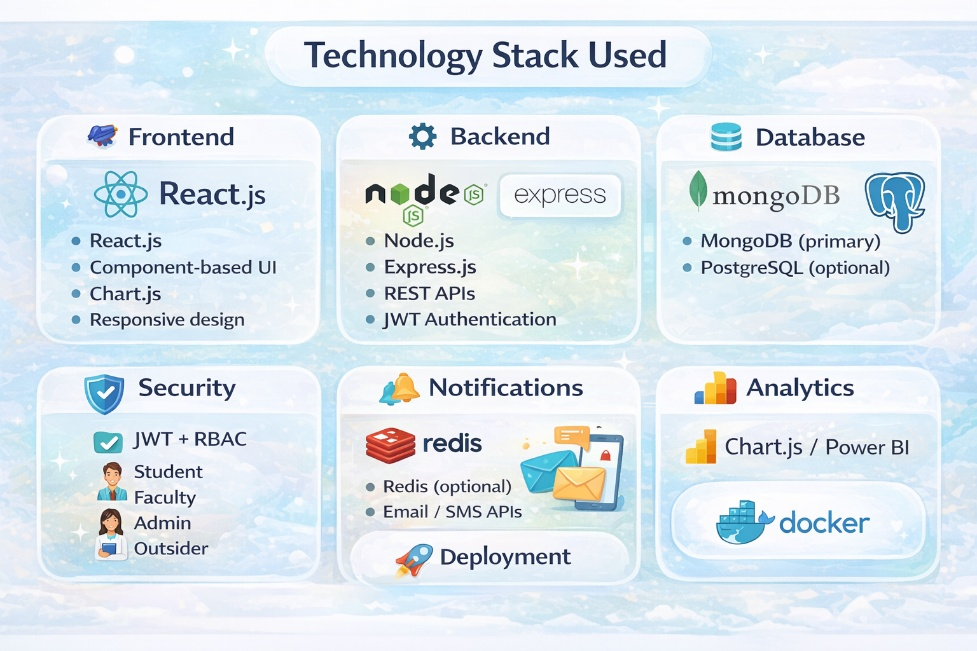 Technology Stack Used
Frontend
React.js
React.js
Component-based UI
Chart.js
Responsive design
Backend
node JS
JS
express
Node.js
Express.js
REST APIs
JWT Authentication
Database
mongoDB
MongoDB (primary)
PostgreSQL (optional)
Security
JWT + RBAC
Student
Faculty
Admin
Outsider
Notifications
redis
Redis (optional)
Email / SMS APIs
Deployment
Analytics
Chart.js / Power BI
docker